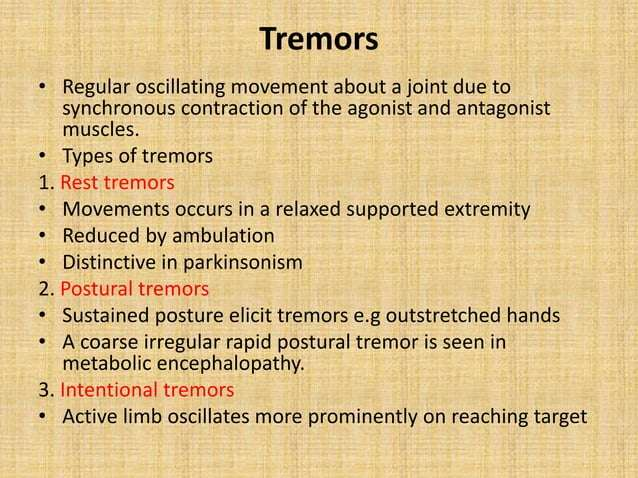 Tremors
• Regular oscillating movement about a joint due to
synchronous contraction of the agonist and antagonist
muscles.
• Types of tremors
1. Rest tremors
• Movements occurs in a relaxed supported extremity
• Reduced by ambulation
• Distinctive in parkinsonism
2. Postural tremors
• Sustained posture elicit tremors e.g outstretched hands
• A coarse irregular rapid postural tremor is seen in
metabolic encephalopathy.
3. Intentional tremors
• Active limb oscillates more prominently on reaching target